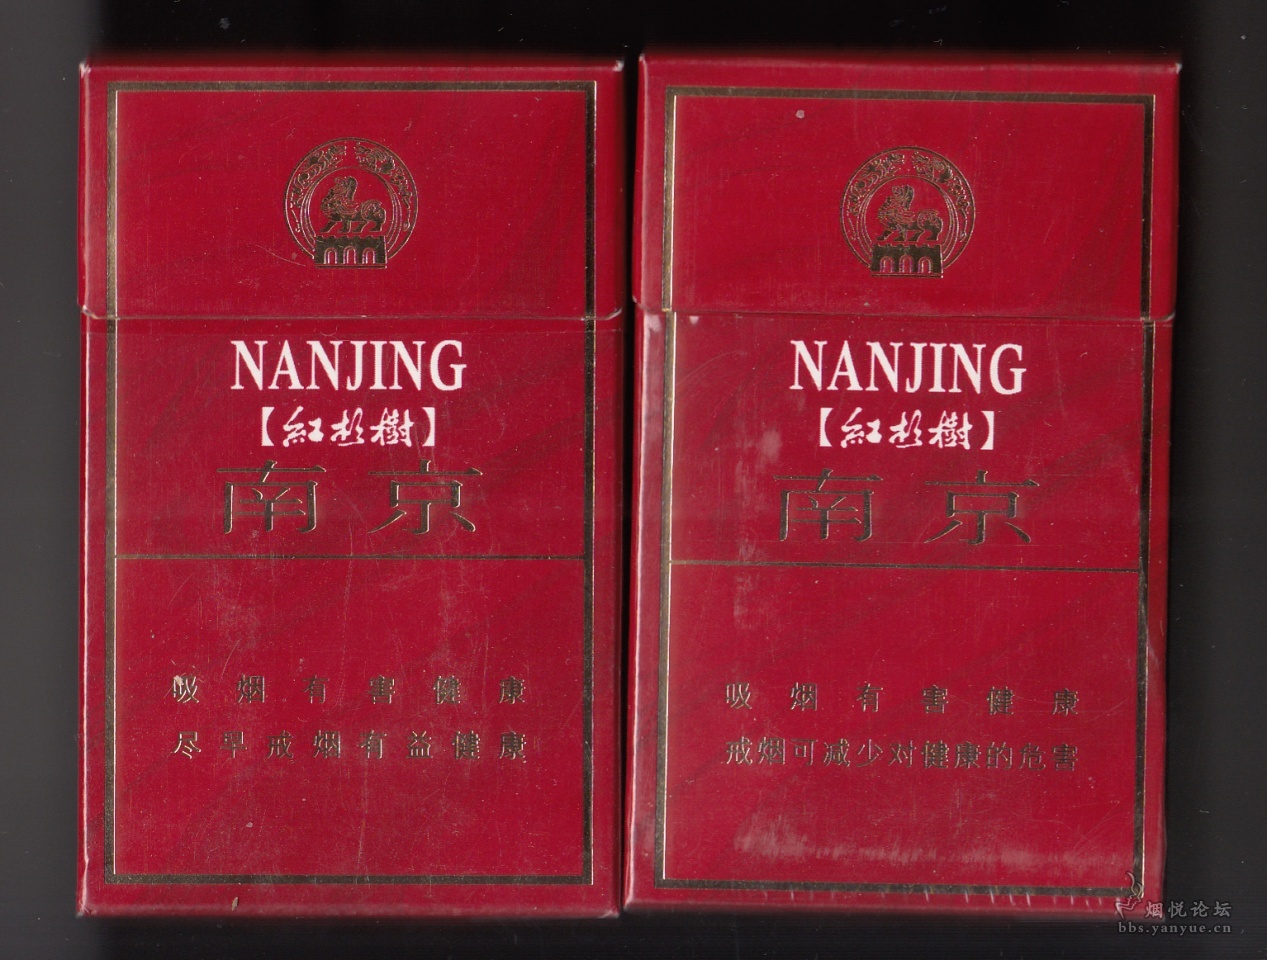 NANJING
【紅杉樹】
南京
吸烟有害健康
尽早戒烟有益健康
NANJING
【紅杉樹】
南京
吸烟有害健康
戒烟可减少对健康的危害
烟悦论坛
bbs.yanyue.cn